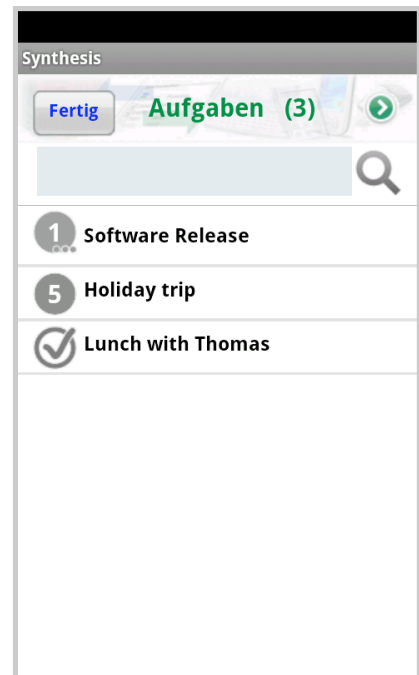 Synthesis
Fertig Aufgaben (3)
1 Software Release
5 Holiday trip
Lunch with Thomas